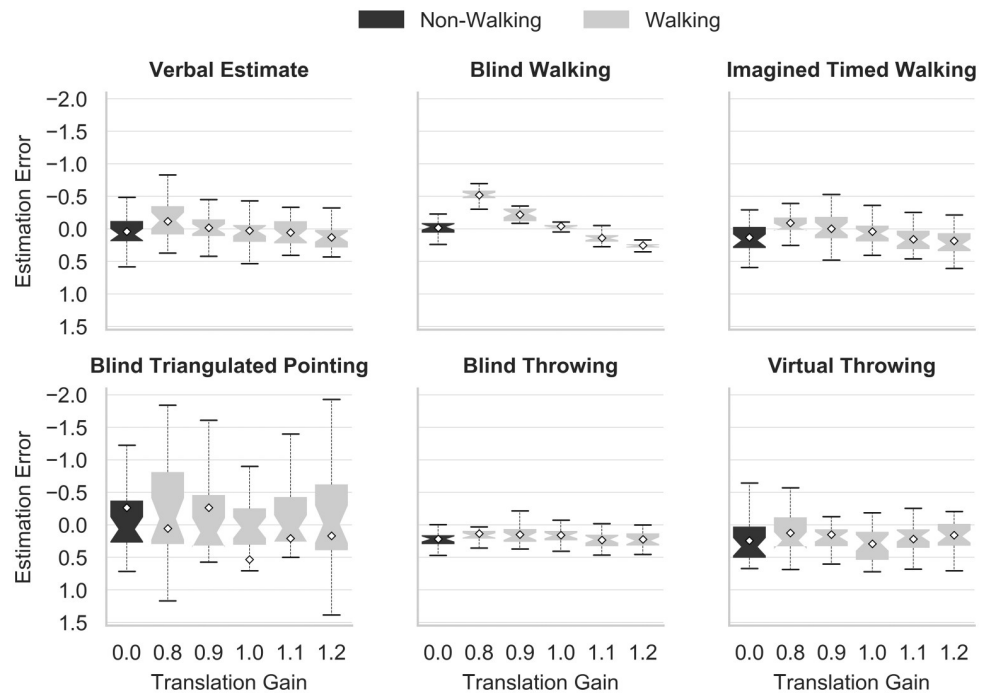 Non-Walking Walking
Verbal Estimate Blind Walking Imagined Timed Walking
Estimation Error
−2.0
−1.5
−1.0
−0.5
0.0
0.5
1.0
1.5
Blind Triangulated Pointing Blind Throwing Virtual Throwing
Estimation Error
−2.0
−1.5
−1.0
−0.5
0.0
0.5
1.0
1.5
0.0 0.8 0.9 1.0 1.1 1.2 0.0 0.8 0.9 1.0 1.1 1.2 0.0 0.8 0.9 1.0 1.1 1.2
Translation Gain Translation Gain Translation Gain